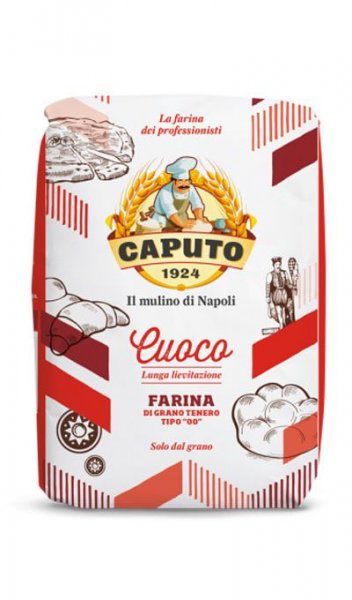 La farina
dei professionisti
CAPUTO
1924
Il mulino di Napoli
Cuoco
Lunga lievitazione
FARINA
DI GRANO TENERO
TIPO "00"
Solo dal grano